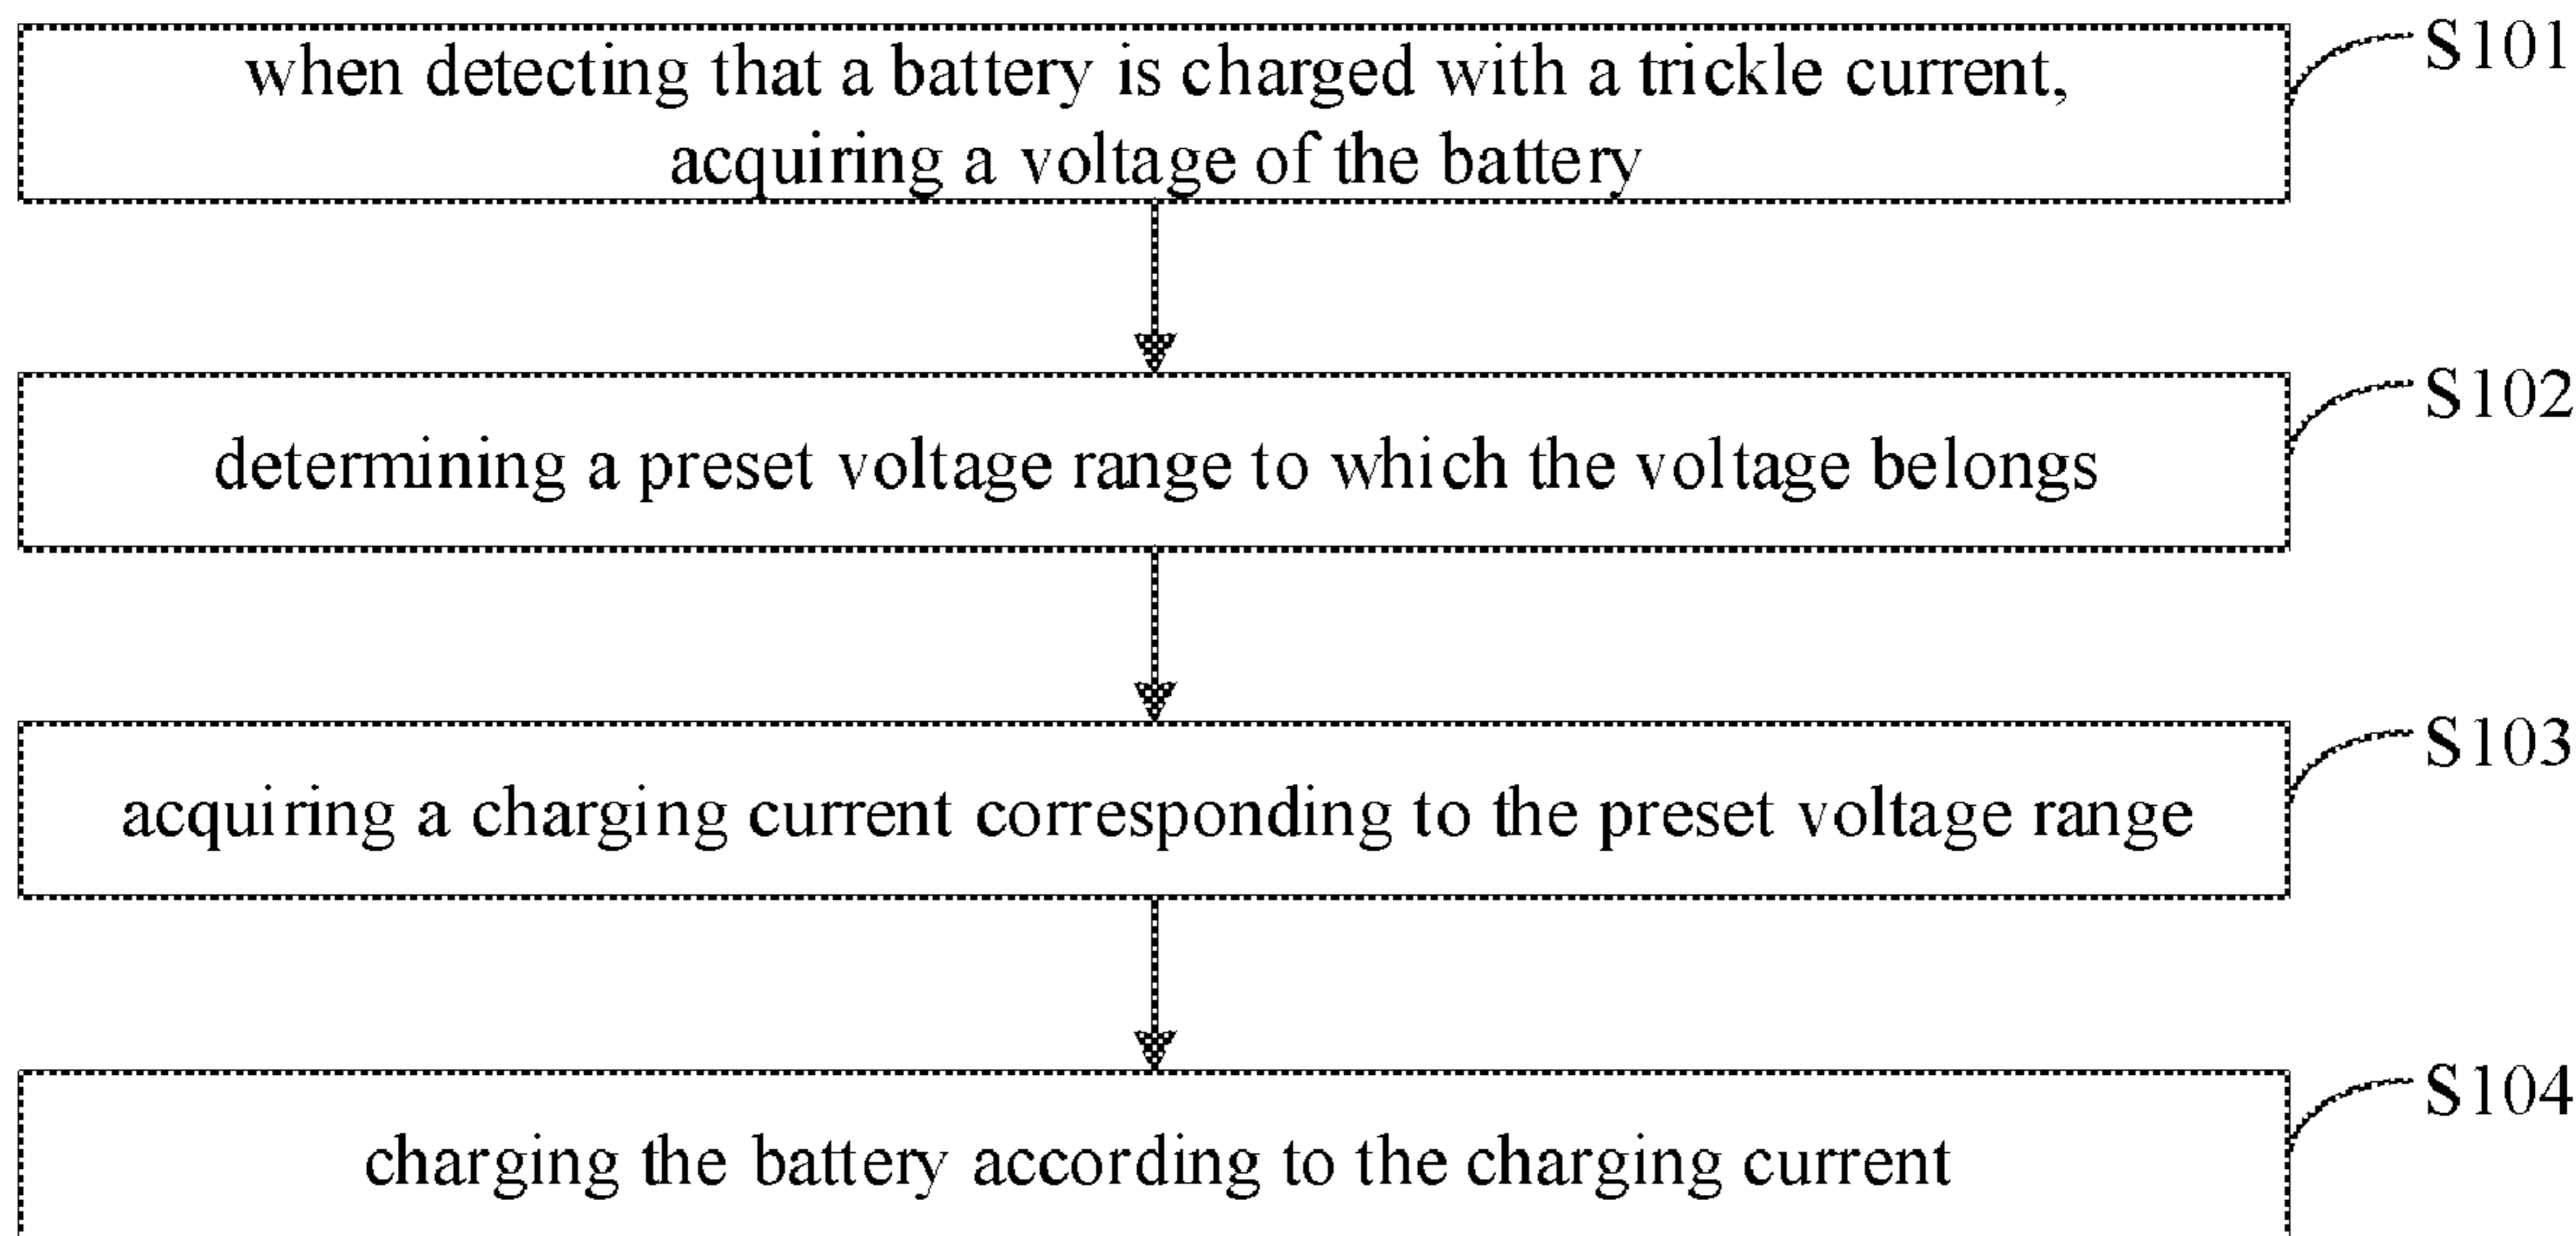 when detecting that a battery is charged with a trickle current,
acquiring a voltage of the battery
S101
determining a preset voltage range to which the voltage belongs
S102
acquiring a charging current corresponding to the preset voltage range
S103
charging the battery according to the charging current
S104